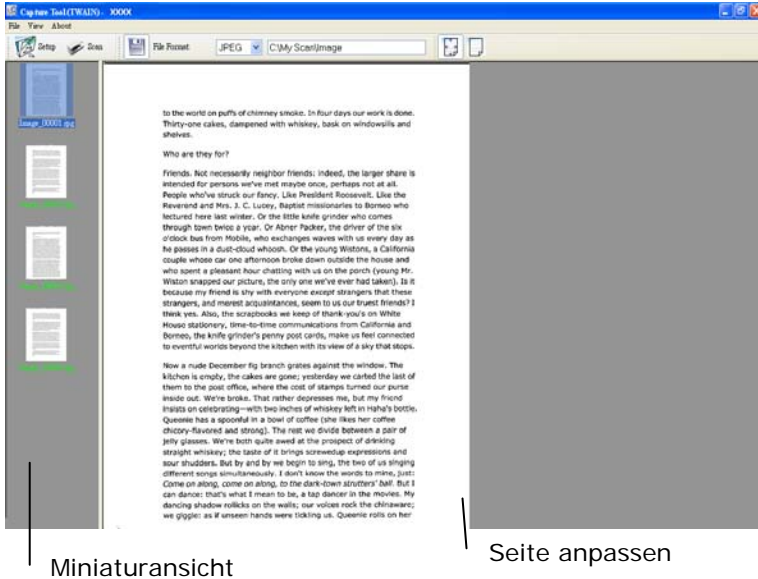 Capture Tool (TWAIN) - XXXX
File View About
Setup Scan File Format JPEG C:\My Scan\Image
Image_00001.jpg
to the world on puffs of chimney smoke. In four days our work is done.
Thirty-one cakes, dampened with whiskey, bask on windowsills and
shelves.
Who are they for?
Friends. Not necessarily neighbor friends: indeed, the larger share is
intended for persons we've met maybe once, perhaps not at all.
People who've struck our fancy. Like President Roosevelt. Like the
Reverend and Mrs. J. C. Lucey, Baptist missionaries to Borneo who
lectured here last winter. Or the little knife grinder who comes
through town twice a year. Or Abner Packer, the driver of the six
o'clock bus from Mobile, who exchanges waves with us every day as
he passes in a dust-cloud whoosh. Or the young Wistons, a California
couple whose car one afternoon broke down outside the house and
who spent a pleasant hour chatting with us on the porch (young Mr.
Wiston snapped our picture, the only one we've ever had taken). Is it
because my friend is shy with everyone except strangers that these
strangers, and merest acquaintances, seem to us our truest friends? I
think yes. Also, the scrapbooks we keep of thank-you's on White
House stationery, time-to-time communications from California and
Borneo, the knife grinder's penny post cards, make us feel connected
to eventful worlds beyond the kitchen with its view of a sky that stops.
Now a nude December fig branch grates against the window. The
kitchen is empty, the cakes are gone; yesterday we carted the last of
them to the post office, where the cost of stamps turned our purse
inside out. We're broke. That rather depresses me, but my friend
insists on celebrating—with two inches of whiskey left in Haha's bottle.
Queenie has a spoonful in a bowl of coffee (she likes her coffee
chicory-flavored and strong). The rest we divide between a pair of
jelly glasses. We're both quite awed at the prospect of drinking
straight whiskey; the taste of it brings screwedup expressions and
sour shudders. But by and by we begin to sing, the two of us singing
different songs simultaneously. I don't know the words to mine, just:
Come on along, come on along, to the dark-town strutters' ball. But I
can dance: that's what I mean to be, a tap dancer in the movies. My
dancing shadow rollicks on the walls; our voices rock the chinaware;
we giggle: as if unseen hands were tickling us. Queenie rolls on her
Miniaturansicht
Seite anpassen